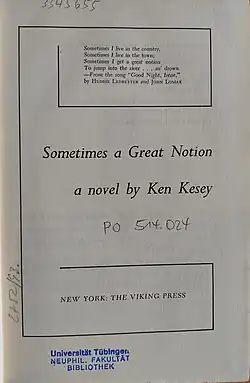 3343655
Sometimes I live in the country,
Sometimes I live in the town;
Sometimes I get a great notion
To jump into the river . . . an' drown.
—From the song "Good Night, Irene,"
by Huddie Ledbetter and John Lomax
Sometimes a Great Notion
a novel by Ken Kesey
PO 514.024
NEW YORK: THE VIKING PRESS
Universität Tübingen
NEUPHIL. FAKULTÄT
BIBLIOTHEK